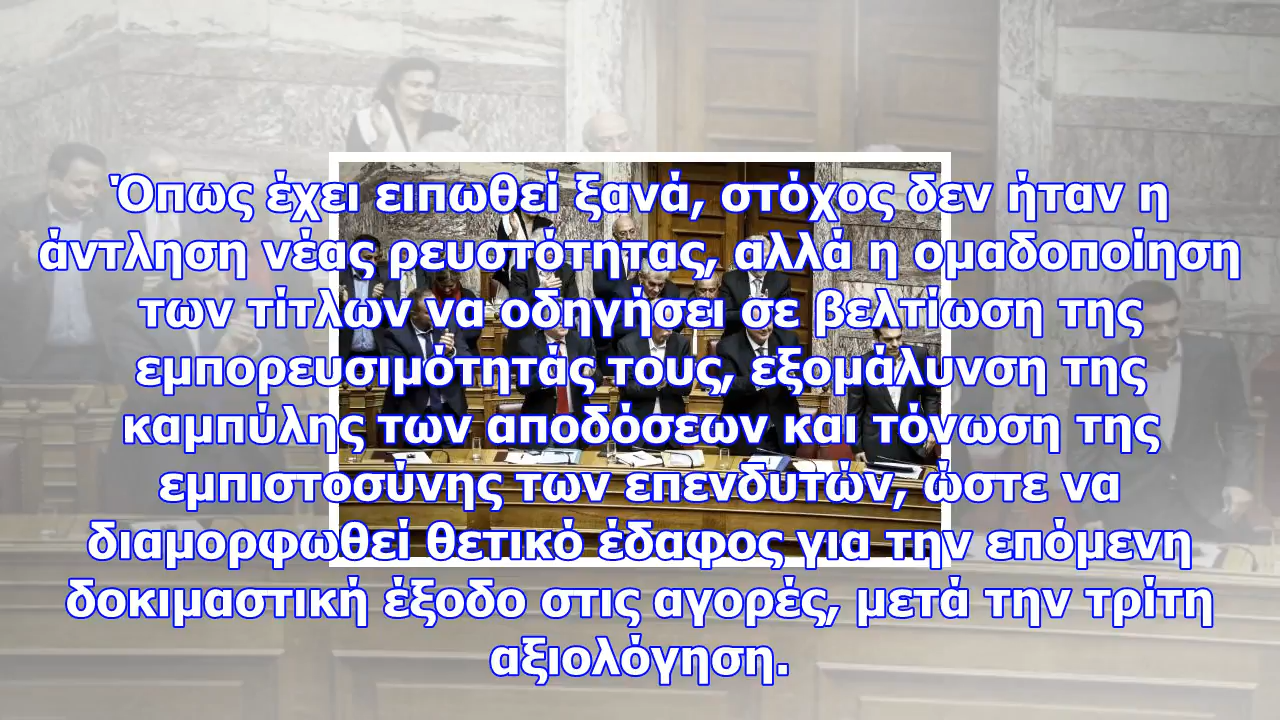 Όπως έχει ειπωθεί ξανά, στόχος δεν ήταν η
άντληση νέας ρευστότητας, αλλά η ομαδοποίηση
των τίτλων να οδηγήσει σε βελτίωση της
εμπορευσιμότητάς τους, εξομάλυνση της
καμπύλης των αποδόσεων και τόνωση της
εμπιστοσύνης των επενδυτών, ώστε να
διαμορφωθεί θετικό έδαφος για την επόμενη
δοκιμαστική έξοδο στις αγορές, μετά την τρίτη
αξιολόγηση.